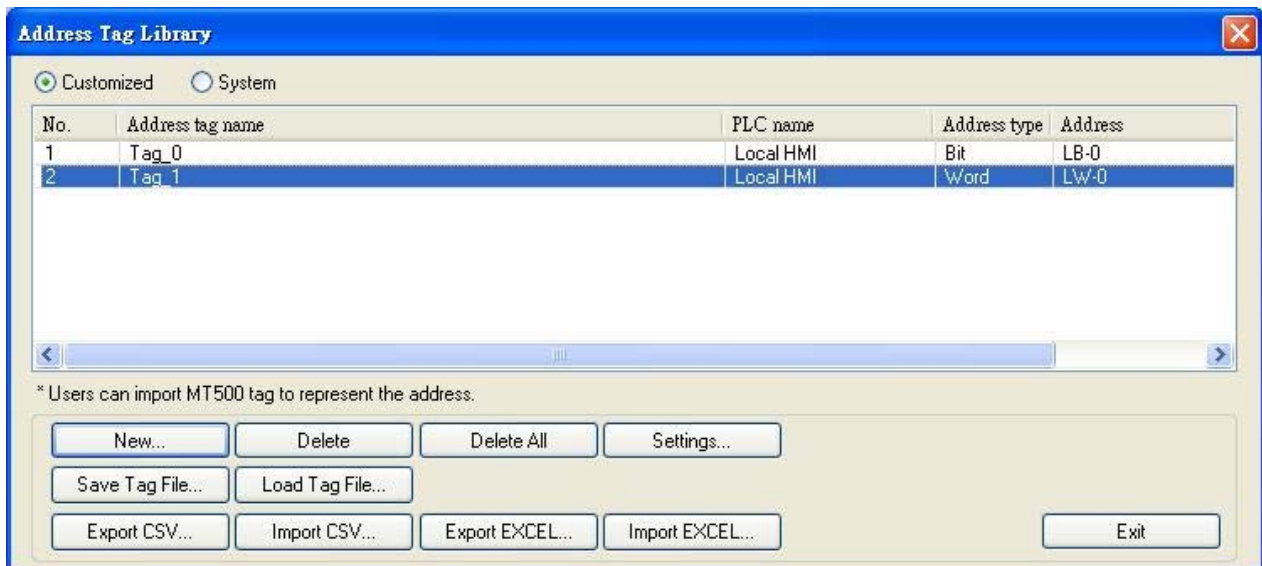 Address Tag Library
Customized System
No. Address tag name PLC name Address type Address
1 Tag_0 Local HMI Bit LB-0
2 Tag_1 Local HMI Word LW-0
* Users can import MT500 tag to represent the address.
New... Delete Delete All Settings...
Save Tag File... Load Tag File...
Export CSV... Import CSV... Export EXCEL... Import EXCEL... Exit